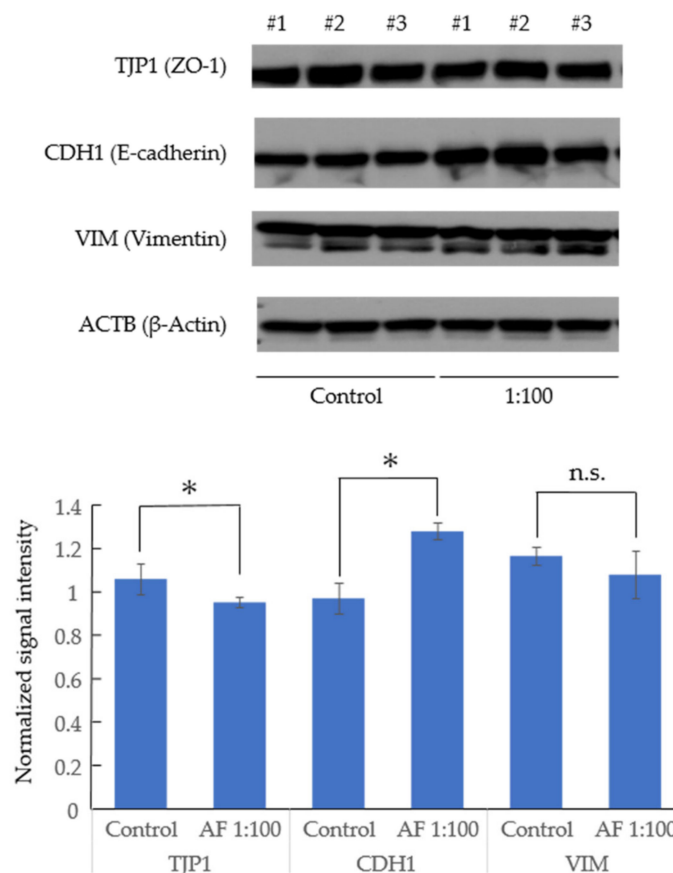 #1 #2 #3 #1 #2 #3
TJP1 (ZO-1)
CDH1 (E-cadherin)
VIM (Vimentin)
ACTB (β-Actin)
Control 1:100
* * n.s.
Normalized signal intensity
1.4
1.2
1
0.8
0.6
0.4
0.2
0
Control AF 1:100 Control AF 1:100 Control AF 1:100
TJP1 CDH1 VIM